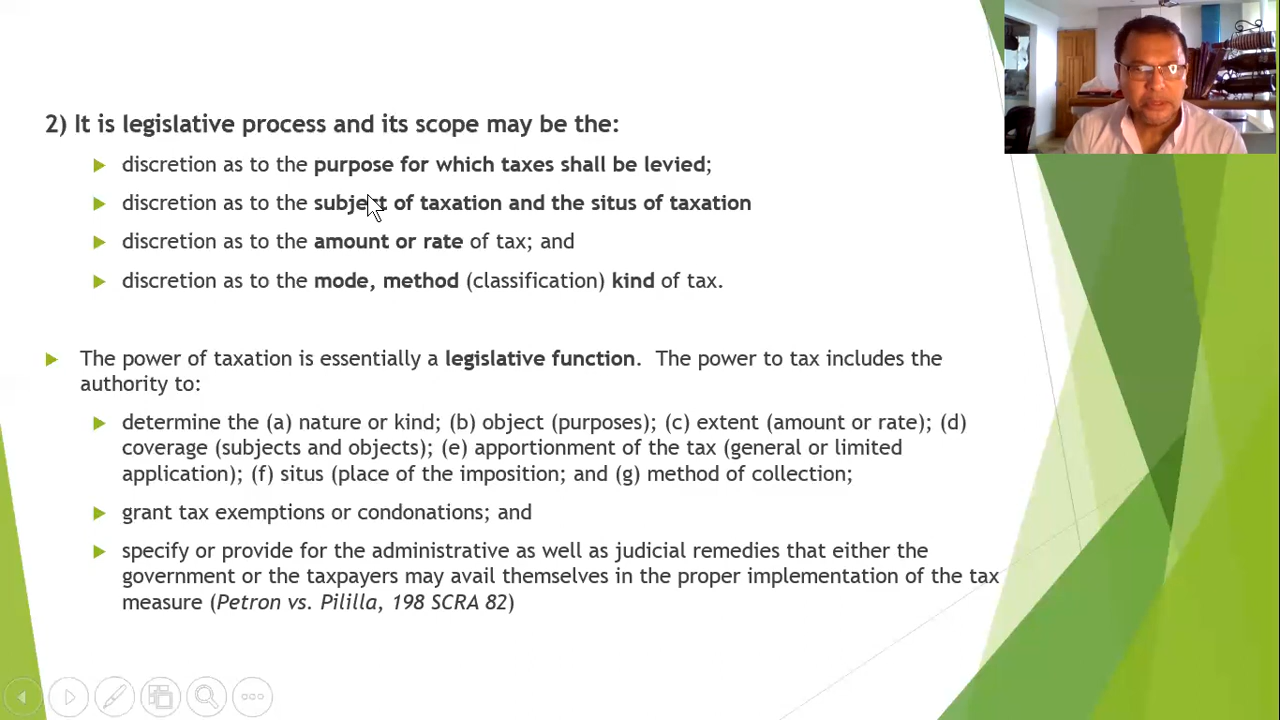 2) It is legislative process and its scope may be the:
discretion as to the purpose for which taxes shall be levied;
discretion as to the subject of taxation and the situs of taxation
discretion as to the amount or rate of tax; and
discretion as to the mode, method (classification) kind of tax.
The power of taxation is essentially a legislative function. The power to tax includes the
authority to:
determine the (a) nature or kind; (b) object (purposes); (c) extent (amount or rate); (d)
coverage (subjects and objects); (e) apportionment of the tax (general or limited
application); (f) situs (place of the imposition; and (g) method of collection;
grant tax exemptions or condonations; and
specify or provide for the administrative as well as judicial remedies that either the
government or the taxpayers may avail themselves in the proper implementation of the tax
measure (Petron vs. Pililla, 198 SCRA 82)